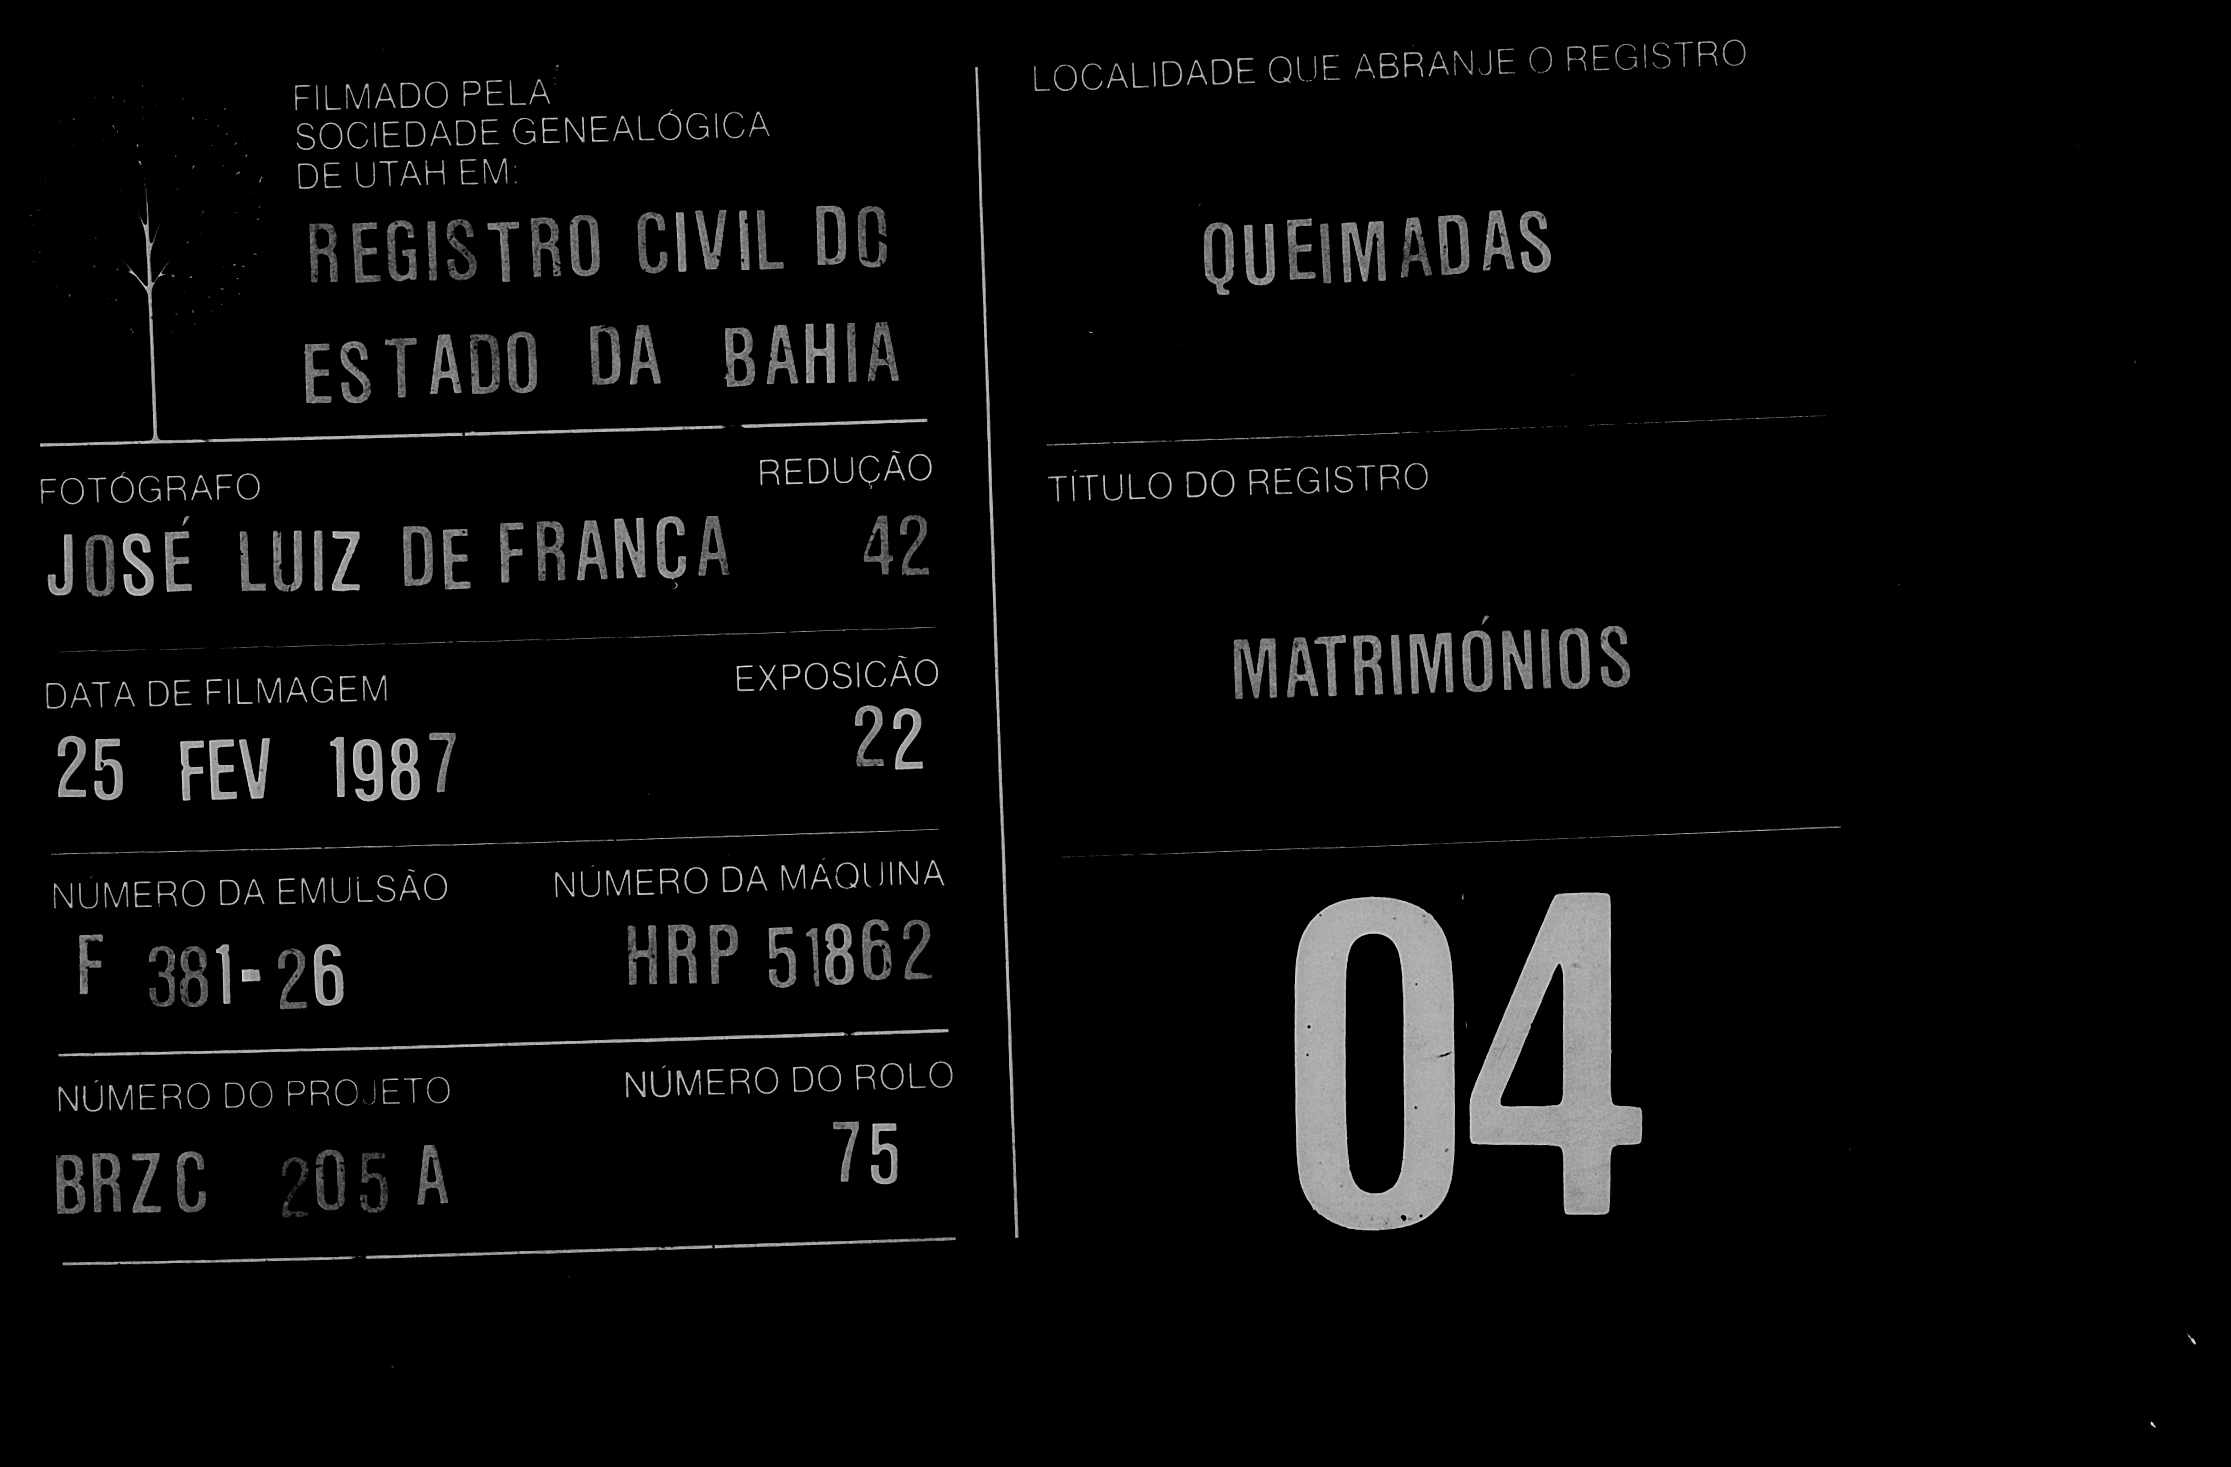 FILMADO PELA
SOCIEDADE GENEALÓGICA
DE UTAH EM:
REGISTRO CIVIL DO
ESTADO DA BAHIA
FOTÓGRAFO
REDUÇÃO
JOSÉ LUIZ DE FRANÇA
42
DATA DE FILMAGEM
EXPOSICÃO
25 FEV 1987
22
NÚMERO DA EMULSÃO
NÚMERO DA MÁQUINA
F 381-26
HRP 51862
NÚMERO DO PROJETO
NÚMERO DO ROLO
BRZC 205 A
75
LOCALIDADE QUE ABRANJE O REGISTRO
QUEIMADAS
TÍTULO DO REGISTRO
MATRIMÓNIOS
04